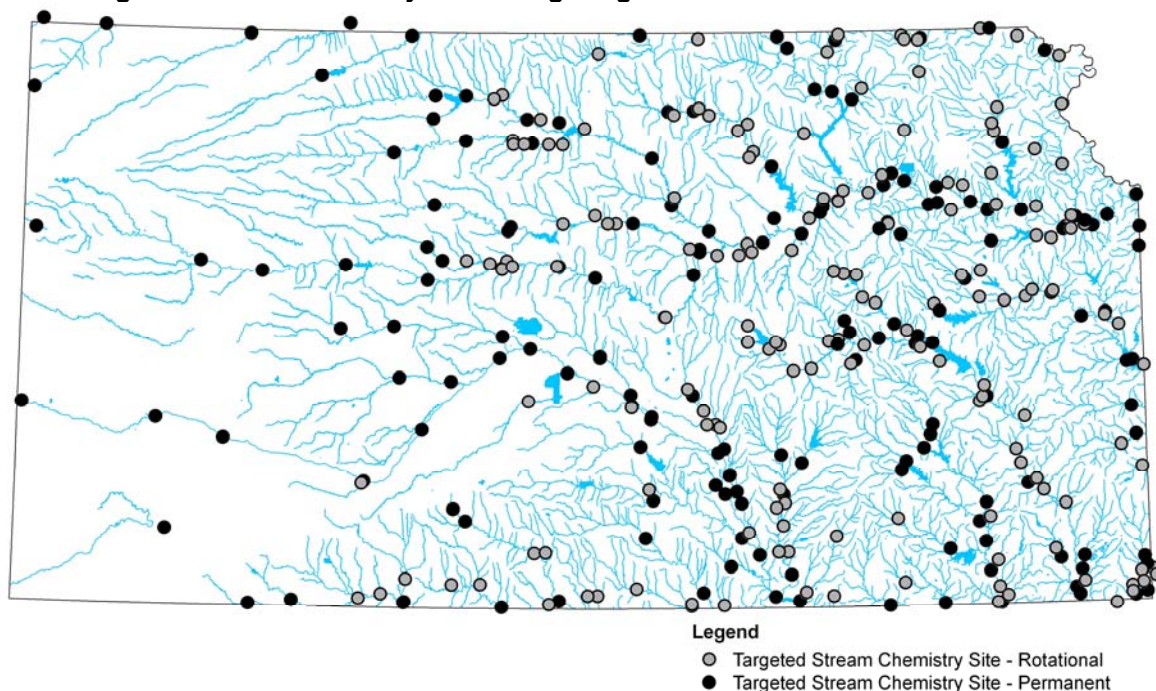 Legend
Targeted Stream Chemistry Site - Rotational
Targeted Stream Chemistry Site - Permanent